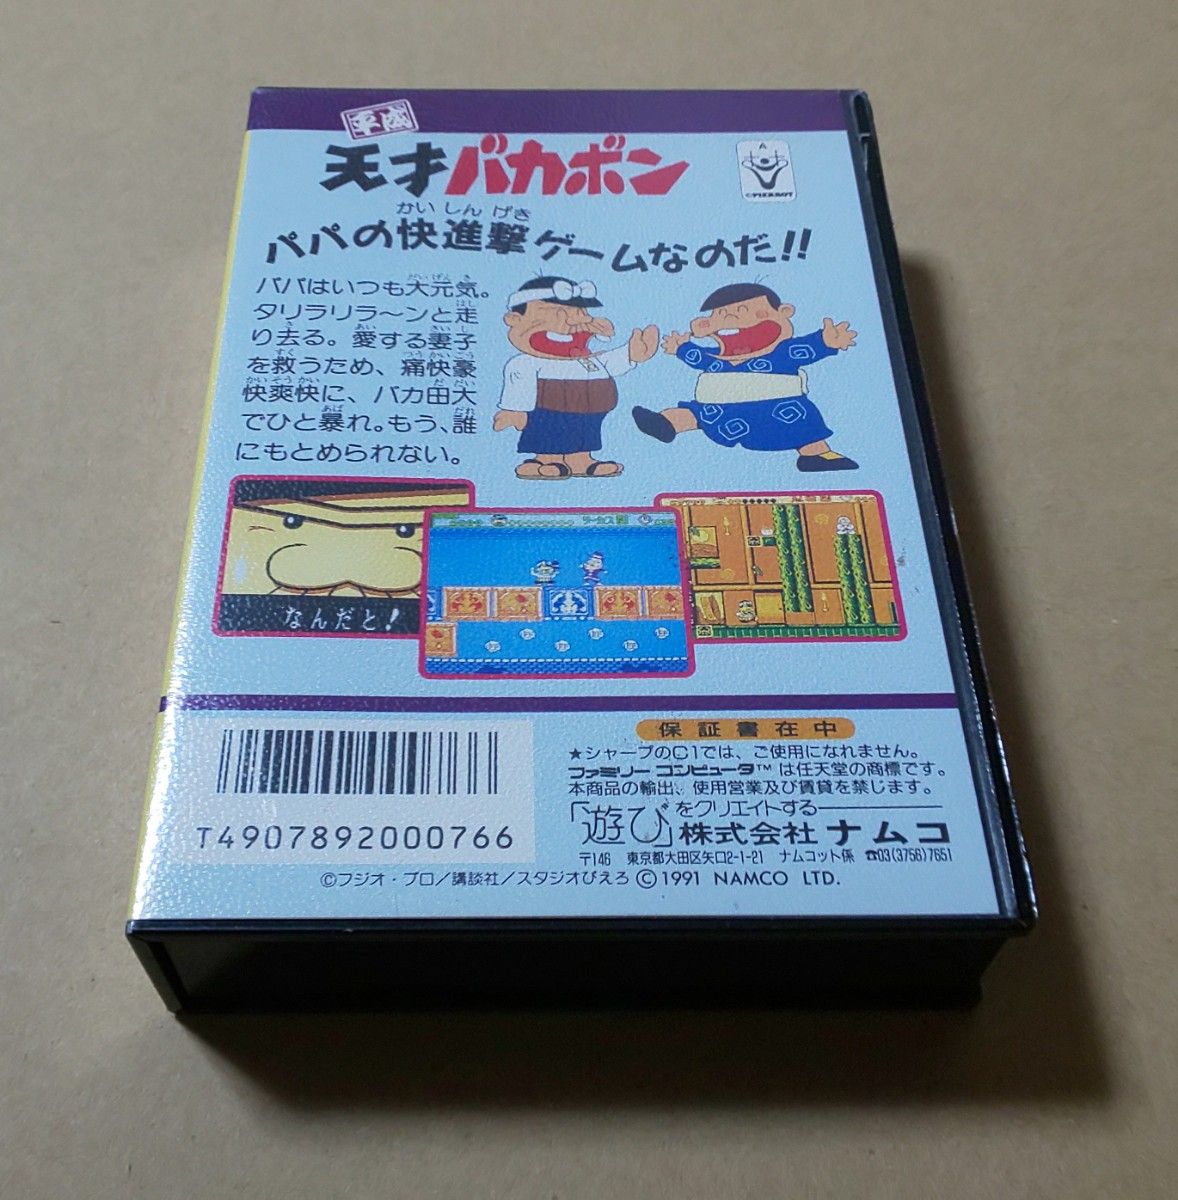 平成
天才バカボン
©PIERROT
かいしんげき
パパの快進撃ゲームなのだ!!
パパはいつも大元気。
タリラリラ〜ンと走
り去る。愛する妻子
を救うため、痛快豪
快爽快に、バカ田大
でひと暴れ。もう、誰
にもとめられない。
なんだと!
保証書在中
★シャープのC1では、ご使用になれません。
ファミリーコンピュータ™は任天堂の商標です。
本商品の輸出、使用営業及び賃貸を禁じます。
「遊び」をクリエイトする
株式会社ナムコ
〒146 東京都大田区矢口2-1-21 ナムコット係 ☎03(3756)7651
T4907892000766
©フジオ・プロ/講談社/スタジオぴえろ ©1991 NAMCO LTD.